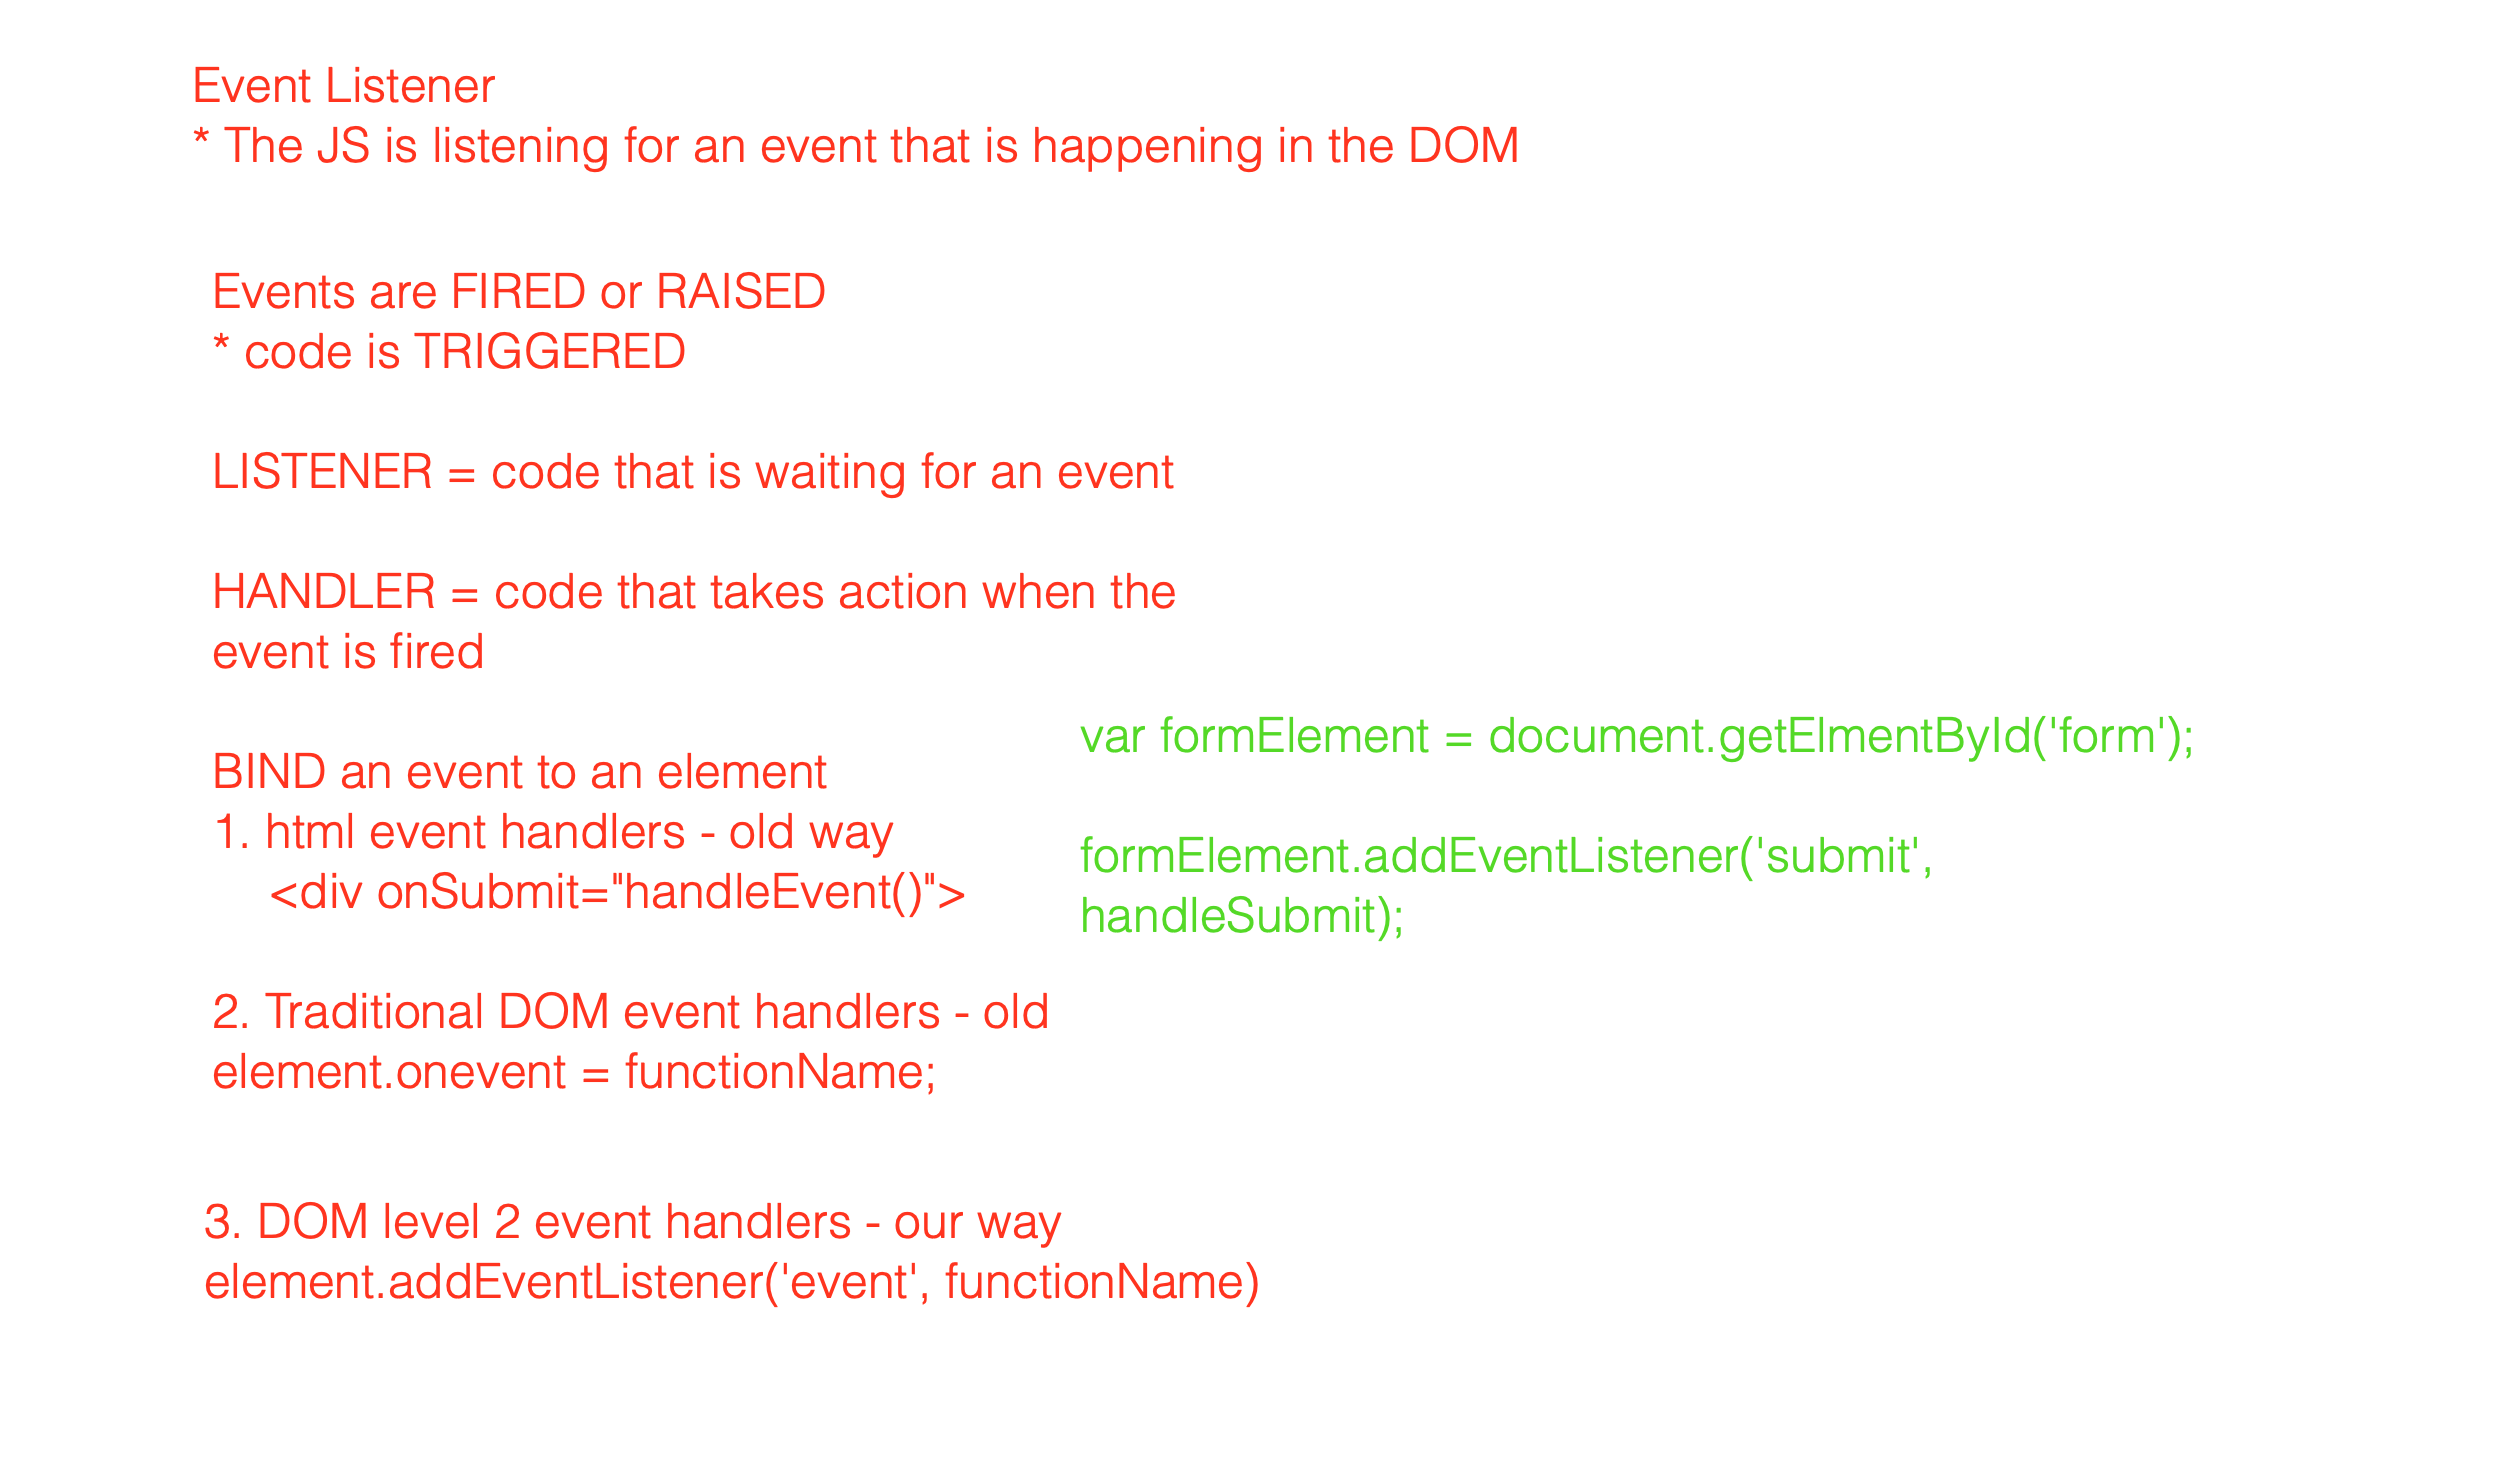 Event Listener
* The JS is listening for an event that is happening in the DOM
Events are FIRED or RAISED
* code is TRIGGERED
LISTENER = code that is waiting for an event
HANDLER = code that takes action when the
event is fired
BIND an event to an element
1. html event handlers - old way
<div onSubmit="handleEvent()">
2. Traditional DOM event handlers - old
element.onevent = functionName;
3. DOM level 2 event handlers - our way
element.addEventListener('event', functionName)
var formElement = document.getElmentById('form');
formElement.addEventListener('submit',
handleSubmit);